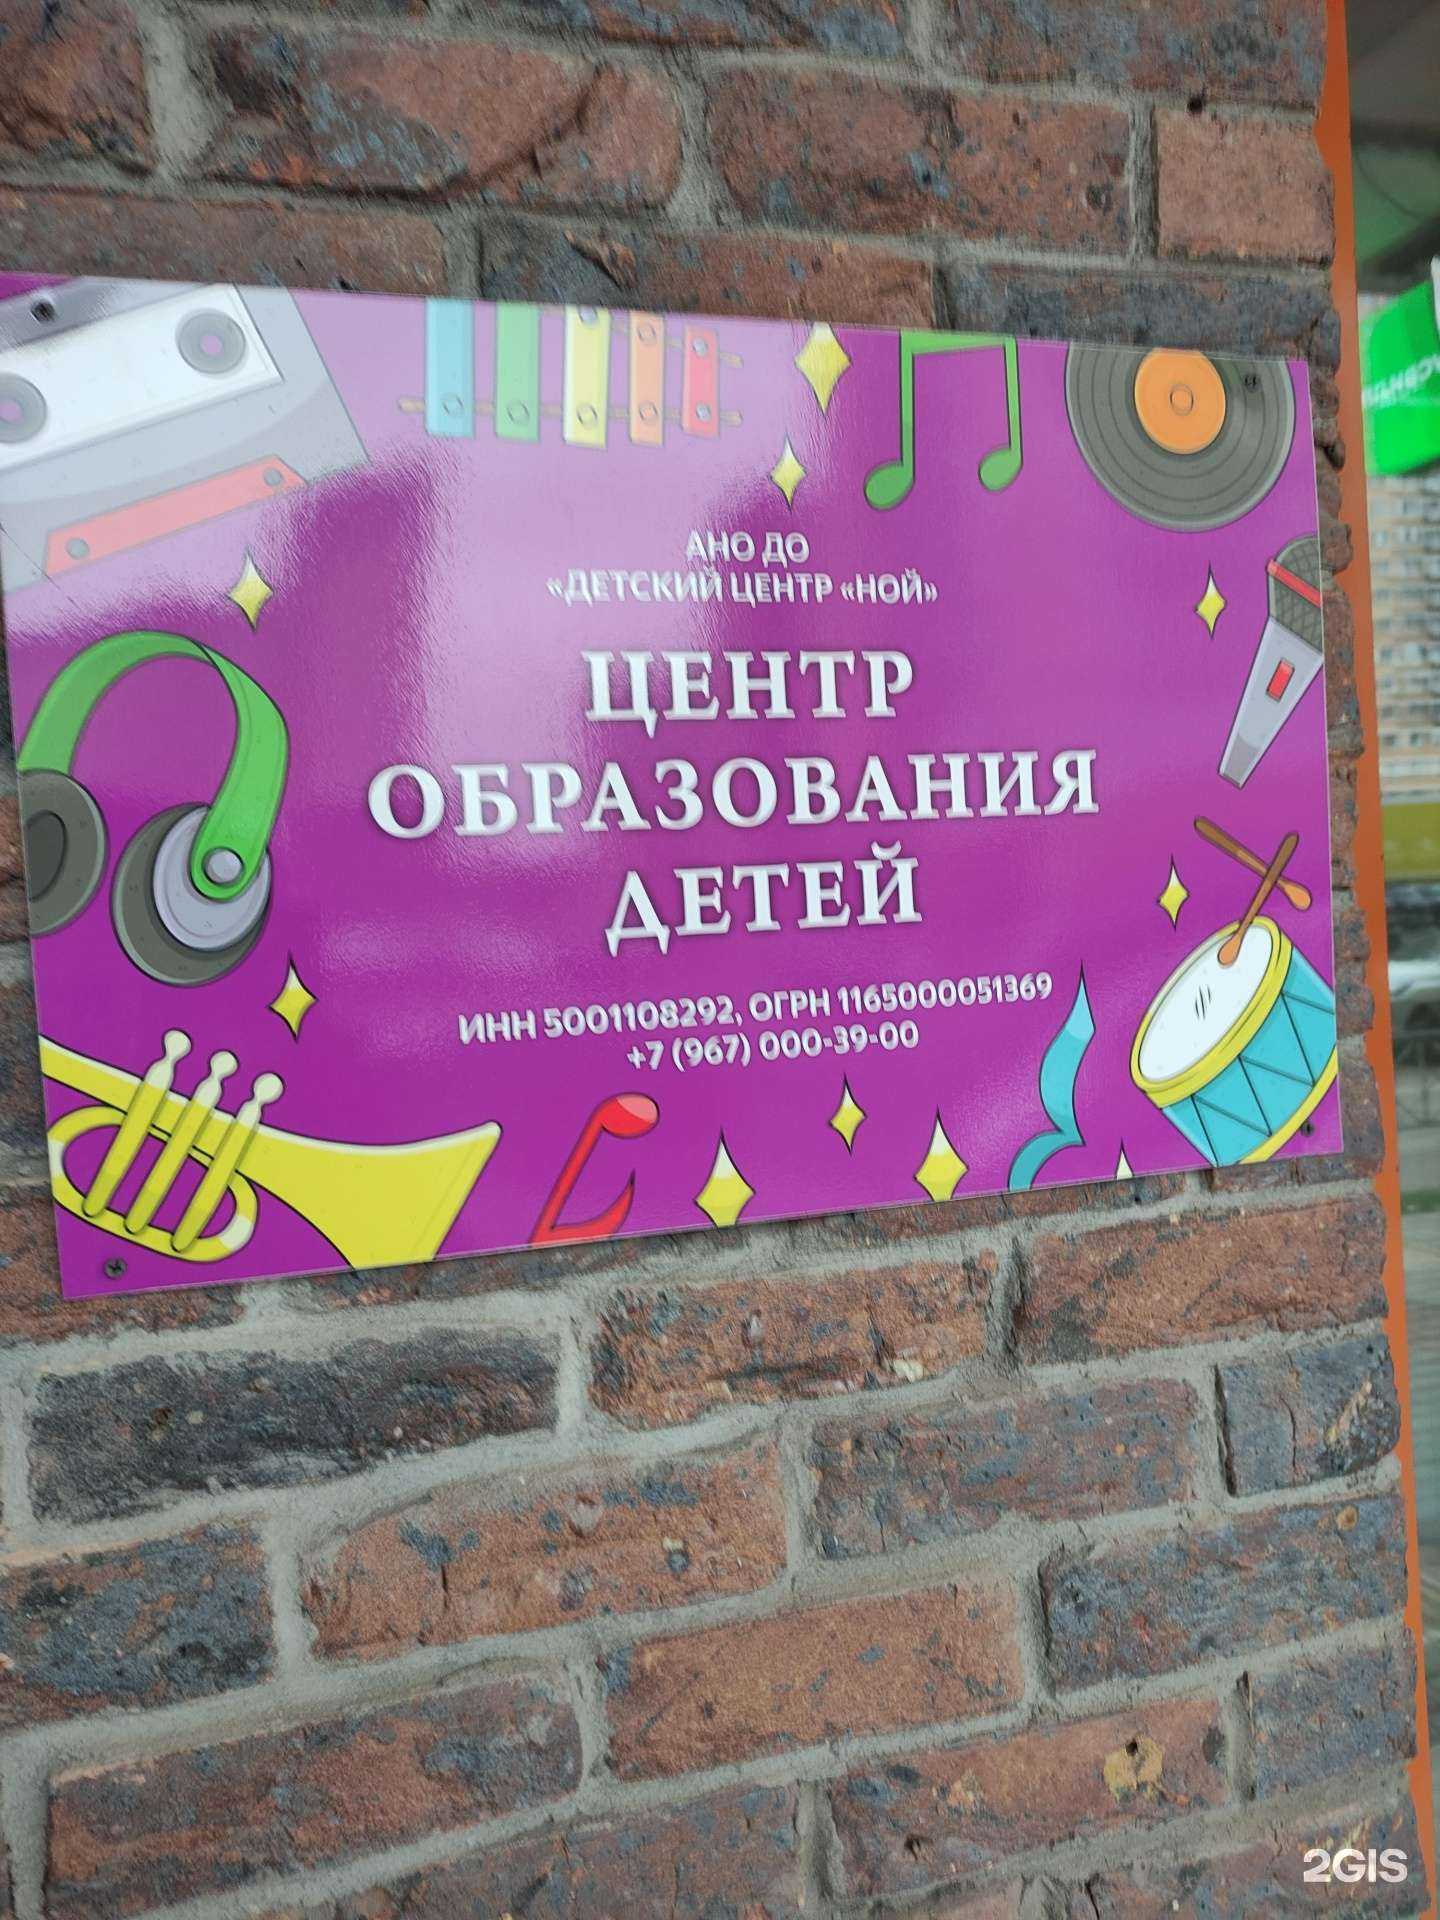 АНО ДО
«ДЕТСКИЙ ЦЕНТР «НОЙ»
ЦЕНТР
ОБРАЗОВАНИЯ
ДЕТЕЙ
ИНН 5001108292, ОГРН 1165000051369
+7 (967) 000-39-00
2GIS